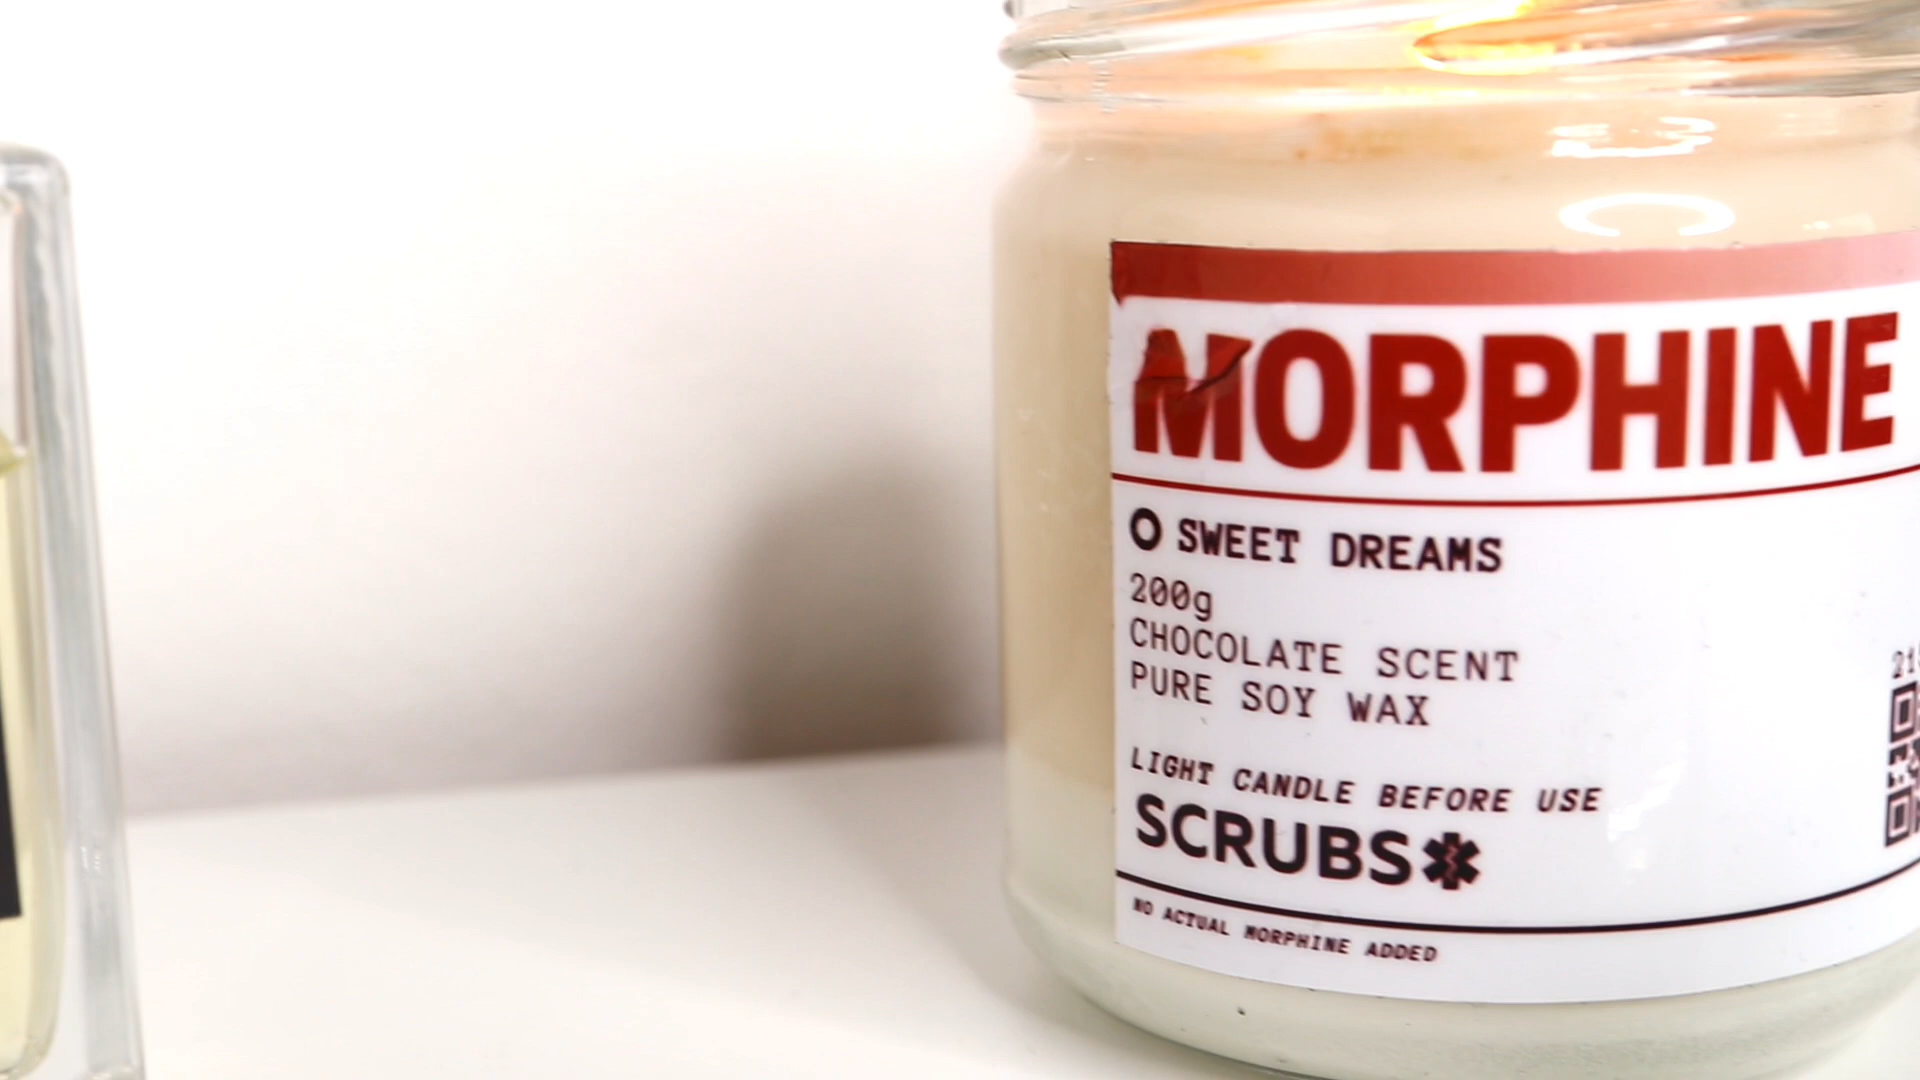 MORPHINE
SWEET DREAMS
200g
CHOCOLATE SCENT
PURE SOY WAX
LIGHT CANDLE BEFORE USE
SCRUBS
NO ACTUAL MORPHINE ADDED